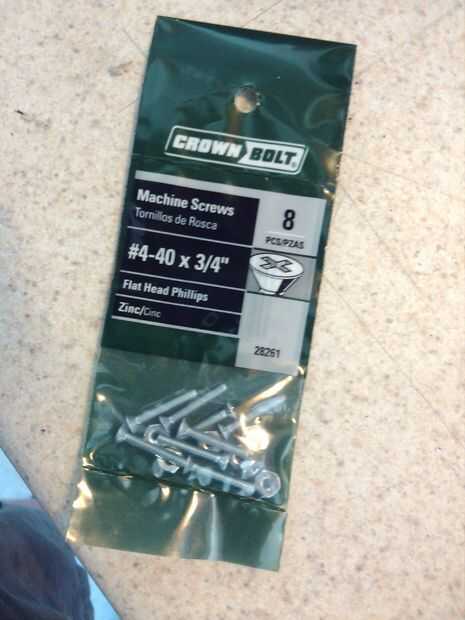 CROWN BOLT.
Machine Screws
Tornillos de Rosca
8
PCS/PZAS
#4-40 x 3/4"
Flat Head Phillips
Zinc/Cinc
28261